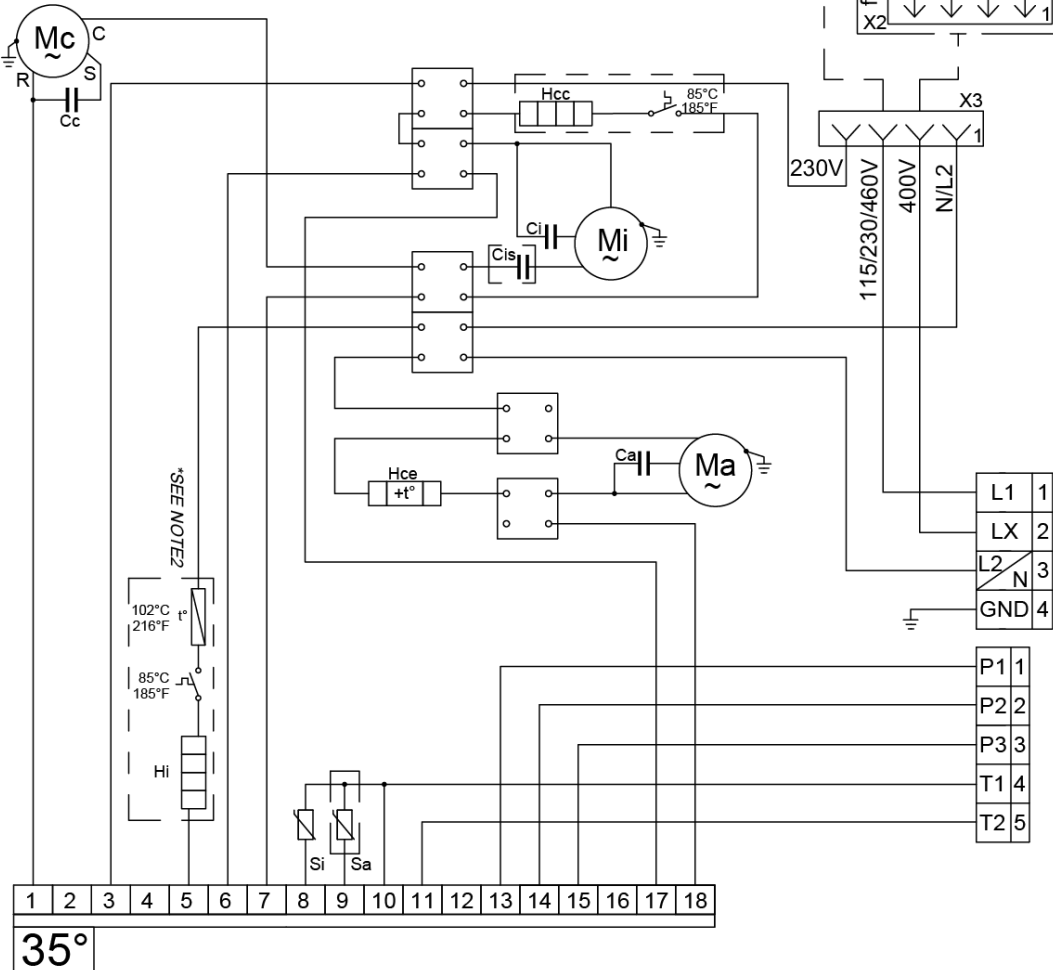 X2
1
Mc
~
C
R
S
Cc
Hcc
85°C
185°F
X3
1
230V
115/230/460V
400V
N/L2
Ci
Mi
~
Cis
Ca
Ma
~
Hce
+t°
*SEE NOTE2
L1 1
LX 2
L2/N 3
GND 4
102°C
216°F
t°
85°C
185°F
Hi
P1 1
P2 2
P3 3
T1 4
T2 5
Si
Sa
1 2 3 4 5 6 7 8 9 10 11 12 13 14 15 16 17 18
35°